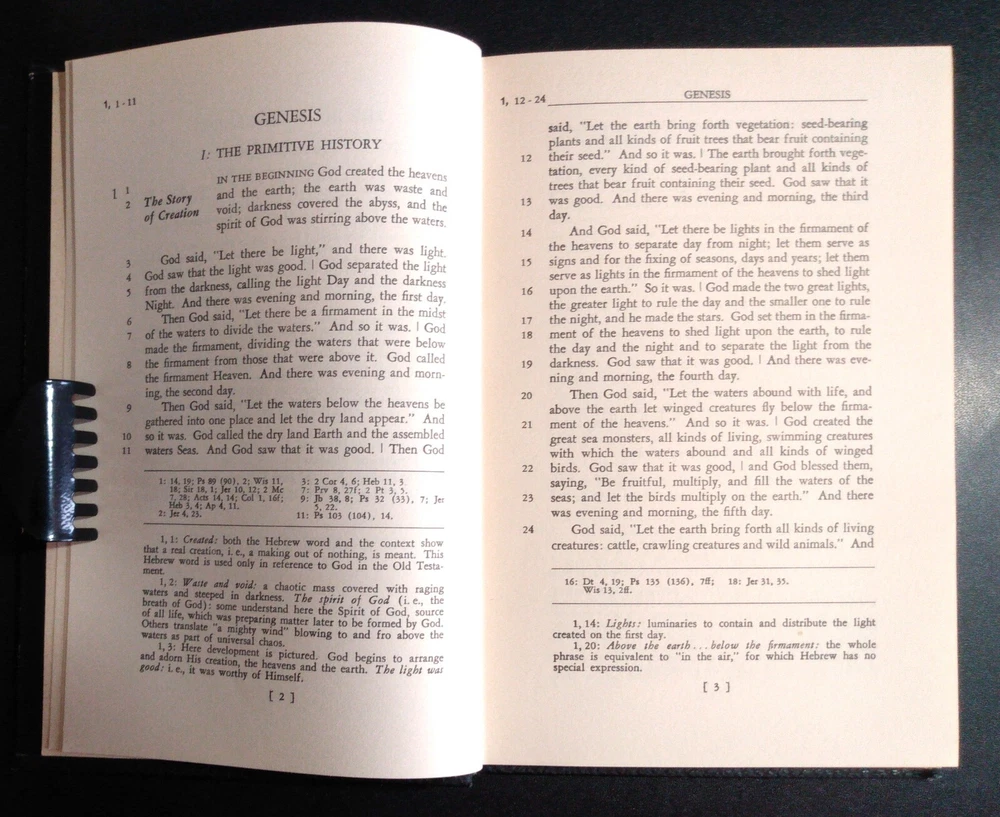 1, 1-11
GENESIS
I: THE PRIMITIVE HISTORY
1 1 The Story IN THE BEGINNING God created the heavens
2 of Creation and the earth; the earth was waste and
void; darkness covered the abyss, and the
spirit of God was stirring above the waters.
3 God said, "Let there be light," and there was light.
4 God saw that the light was good. | God separated the light
5 from the darkness, calling the light Day and the darkness
Night. And there was evening and morning, the first day.
6 Then God said, "Let there be a firmament in the midst
7 of the waters to divide the waters." And so it was. | God
made the firmament, dividing the waters that were below
8 the firmament from those that were above it. God called
the firmament Heaven. And there was evening and morn-
ing, the second day.
9 Then God said, "Let the waters below the heavens be
gathered into one place and let the dry land appear." And
10 so it was. God called the dry land Earth and the assembled
11 waters Seas. And God saw that it was good. | Then God
1: 14, 19; Ps 89 (90), 2; Wis 11,
18; Sir 18, 1; Jer 10, 12; 2 Mc
7, 28; Acts 14, 14; Col 1, 16f;
Heb 3, 4; Ap 4, 11.
2: Jer 4, 23.
3: 2 Cor 4, 6; Heb 11, 3.
7: Prv 8, 27f; 2 Pt 3, 5.
9: Jb 38, 8; Ps 32 (33), 7; Jer
5, 22.
11: Ps 103 (104), 14.
1, 1: Created: both the Hebrew word and the context show
that a real creation, i. e., a making out of nothing, is meant. This
Hebrew word is used only in reference to God in the Old Testa-
ment.
1, 2: Waste and void: a chaotic mass covered with raging
waters and steeped in darkness. The spirit of God (i. e., the
breath of God): some understand here the Spirit of God, source
of all life, which was preparing matter later to be formed by God.
Others translate "a mighty wind" blowing to and fro above the
waters as part of universal chaos.
1, 3: Here development is pictured. God begins to arrange
and adorn His creation, the heavens and the earth. The light was
good: i. e., it was worthy of Himself.
[ 2 ]
1, 12-24 GENESIS
said, "Let the earth bring forth vegetation: seed-bearing
plants and all kinds of fruit trees that bear fruit containing
12 their seed." And so it was. | The earth brought forth vege-
tation, every kind of seed-bearing plant and all kinds of
trees that bear fruit containing their seed. God saw that it
13 was good. And there was evening and morning, the third
day.
14 And God said, "Let there be lights in the firmament of
the heavens to separate day from night; let them serve as
15 signs and for the fixing of seasons, days and years; let them
serve as lights in the firmament of the heavens to shed light
16 upon the earth." So it was. | God made the two great lights,
the greater light to rule the day and the smaller one to rule
17 the night, and he made the stars. God set them in the firma-
18 ment of the heavens to shed light upon the earth, to rule
the day and the night and to separate the light from the
19 darkness. God saw that it was good. | And there was eve-
ning and morning, the fourth day.
20 Then God said, "Let the waters abound with life, and
above the earth let winged creatures fly below the firma-
21 ment of the heavens." And so it was. | God created the
great sea monsters, all kinds of living, swimming creatures
with which the waters abound and all kinds of winged
22 birds. God saw that it was good, | and God blessed them,
saying, "Be fruitful, multiply, and fill the waters of the
23 seas; and let the birds multiply on the earth." And there
was evening and morning, the fifth day.
24 God said, "Let the earth bring forth all kinds of living
creatures: cattle, crawling creatures and wild animals." And
16: Dt 4, 19; Ps 135 (136), 7ff;
Wis 13, 2ff.
18: Jer 31, 35.
1, 14: Lights: luminaries to contain and distribute the light
created on the first day.
1, 20: Above the earth . . . below the firmament: the whole
phrase is equivalent to "in the air," for which Hebrew has no
special expression.
[ 3 ]